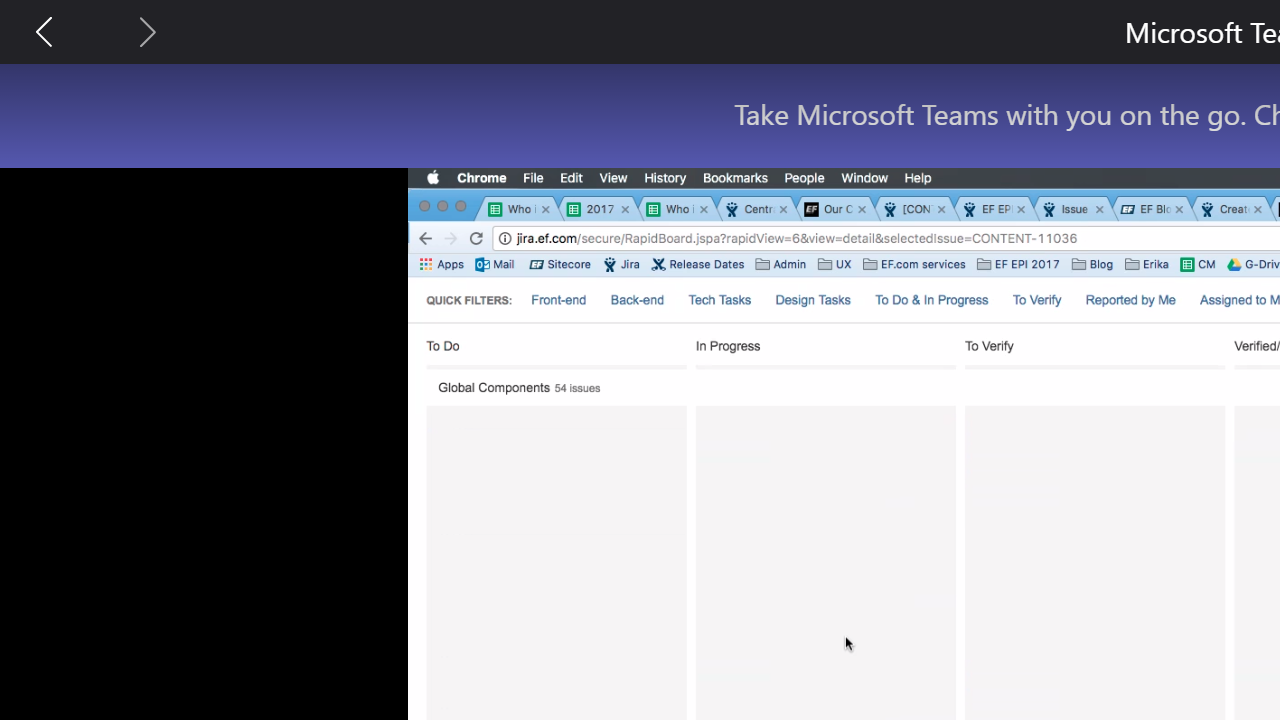 Microsoft Tea
Take Microsoft Teams with you on the go. Ch
Chrome File Edit View History Bookmarks People Window Help
Who i 2017 Who i Centr EF Our C [CON EF EPI Issue EF EF Blo Create
jira.ef.com/secure/RapidBoard.jspa?rapidView=6&view=detail&selectedIssue=CONTENT-11036
Apps Mail EF Sitecore Jira Release Dates Admin UX EF.com services EF EPI 2017 Blog Erika CM G-Driv
QUICK FILTERS: Front-end Back-end Tech Tasks Design Tasks To Do & In Progress To Verify Reported by Me Assigned to M
To Do In Progress To Verify Verified/
Global Components 54 issues